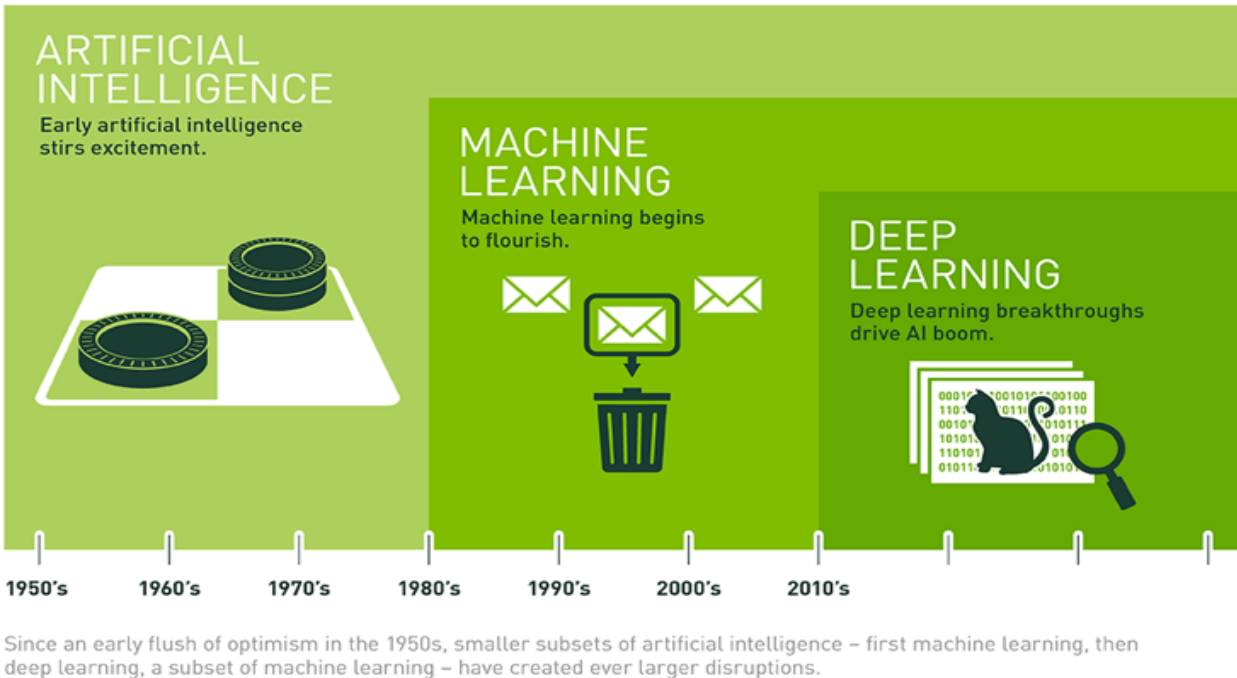 ARTIFICIAL
INTELLIGENCE
Early artificial intelligence
stirs excitement.
MACHINE
LEARNING
Machine learning begins
to flourish.
DEEP
LEARNING
Deep learning breakthroughs
drive AI boom.
1950's 1960's 1970's 1980's 1990's 2000's 2010's
Since an early flush of optimism in the 1950s, smaller subsets of artificial intelligence – first machine learning, then
deep learning, a subset of machine learning – have created ever larger disruptions.